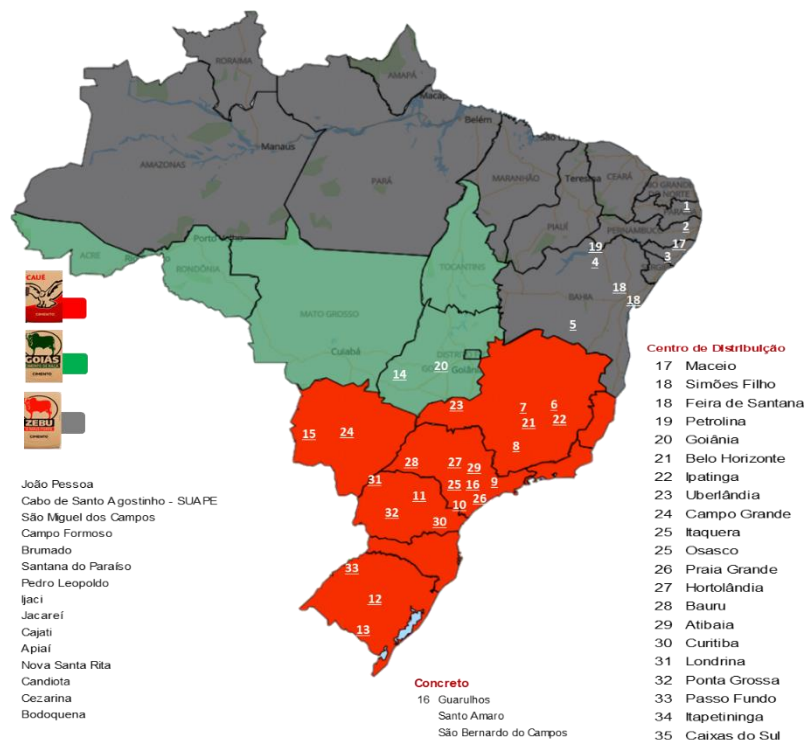 RORAIMA
AMAPÁ
Macap
Belém
São
Manaus
AMAZONAS
PARÁ
MARANHÃO
Teresina
CEARÁ
RIO GRANDE
DO NORTE
1
PIAUÍ
PERNAMBUCO
2
17
19
3
4
ACRE
Porto
RONDÔNIA
TOCANTINS
BAHIA
18
18
5
MATO GROSSO
Cuiabá
DISTRITO
GO
Goiânia
14
20
CAUÊ
CIMENTO
GOIÁS
CIMENTO
ZEBU
CIMENTO
23
7
6
21
22
8
15
24
28
27
29
25
16
9
31
11
10
26
32
30
33
12
13
João Pessoa
Cabo de Santo Agostinho - SUAPE
São Miguel dos Campos
Campo Formoso
Brumado
Santana do Paraíso
Pedro Leopoldo
Ijaci
Jacareí
Cajati
Apiaí
Nova Santa Rita
Candiota
Cezarina
Bodoquena
Concreto
16 Guarulhos
Santo Amaro
São Bernardo do Campos
Centro de Distribuição
17 Maceio
18 Simões Filho
18 Feira de Santana
19 Petrolina
20 Goiânia
21 Belo Horizonte
22 Ipatinga
23 Uberlândia
24 Campo Grande
25 Itaquera
25 Osasco
26 Praia Grande
27 Hortolândia
28 Bauru
29 Atibaia
30 Curitiba
31 Londrina
32 Ponta Grossa
33 Passo Fundo
34 Itapetininga
35 Caixas do Sul